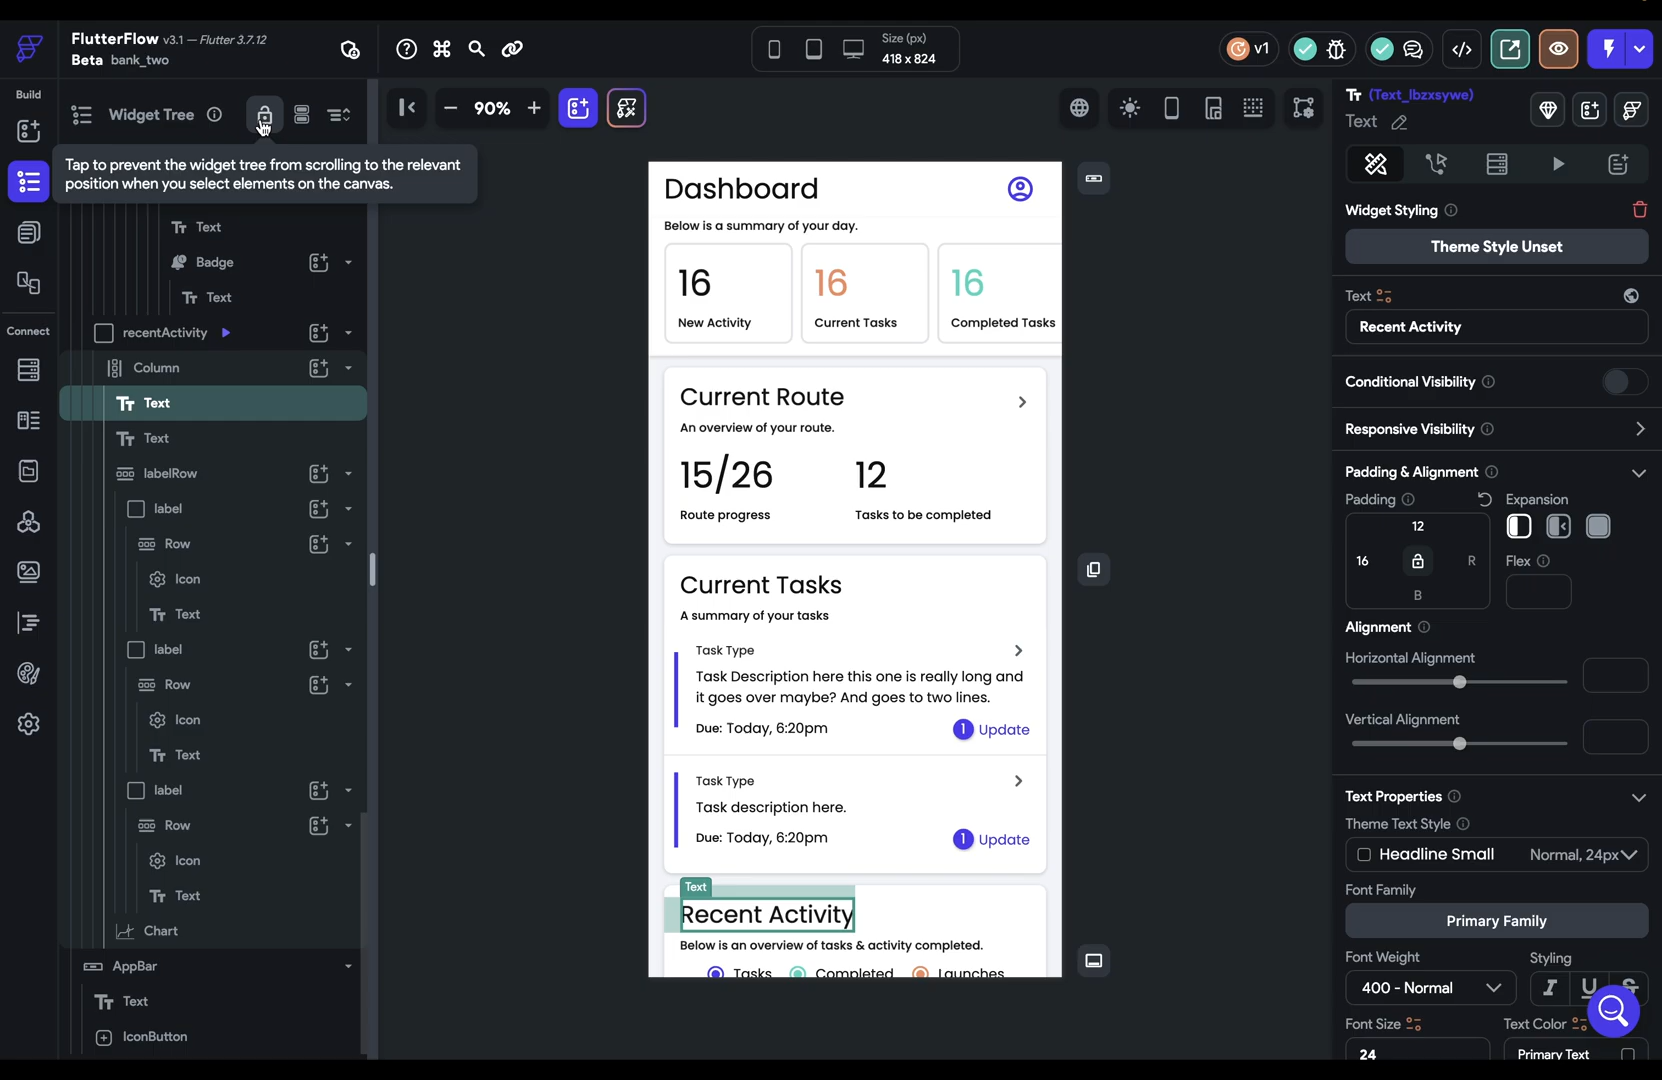 FlutterFlow v3.1 — Flutter 3.7.12
Beta bank_two
Size (px)
418 x 824
v1
Build
Widget Tree
90%
Tap to prevent the widget tree from scrolling to the relevant
position when you select elements on the canvas.
Text
Badge
Text
Connect
recentActivity
Column
Text
Text
labelRow
label
Row
Icon
Text
label
Row
Icon
Text
label
Row
Icon
Text
Chart
AppBar
Text
IconButton
Dashboard
Below is a summary of your day.
16
New Activity
16
Current Tasks
16
Completed Tasks
Current Route
An overview of your route.
15/26
Route progress
12
Tasks to be completed
Current Tasks
A summary of your tasks
Task Type
Task Description here this one is really long and
it goes over maybe? And goes to two lines.
Due: Today, 6:20pm
1 Update
Task Type
Task description here.
Due: Today, 6:20pm
1 Update
Text
Recent Activity
Below is an overview of tasks & activity completed.
Tasks Completed Launches
Tt (Text_lbzxsywe)
Text
Widget Styling
Theme Style Unset
Text
Recent Activity
Conditional Visibility
Responsive Visibility
Padding & Alignment
Padding
Expansion
12
16
R
B
Flex
Alignment
Horizontal Alignment
Vertical Alignment
Text Properties
Theme Text Style
Headline Small Normal, 24px
Font Family
Primary Family
Font Weight
Styling
400 - Normal
I U S
Font Size
Text Color
24
Primary Text